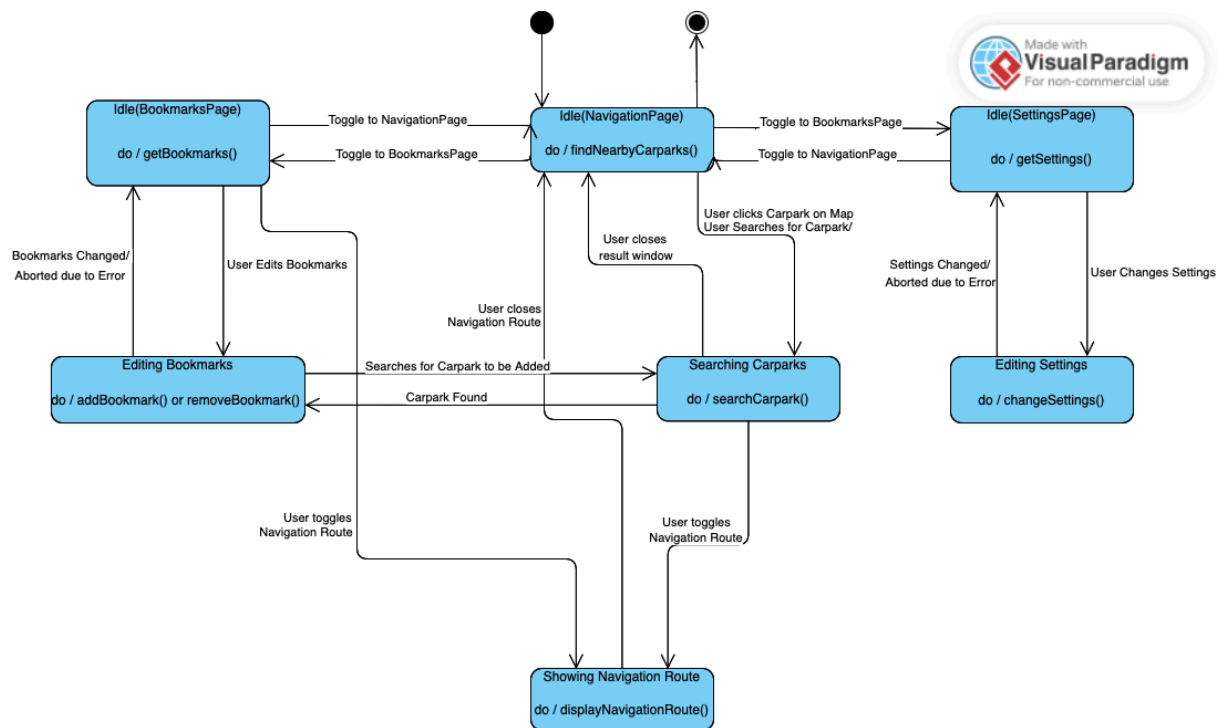 Made with
Visual Paradigm
For non-commercial use
Idle(BookmarksPage)
do / getBookmarks()
Toggle to NavigationPage
Toggle to BookmarksPage
Idle(NavigationPage)
do / findNearbyCarparks()
Toggle to BookmarksPage
Toggle to NavigationPage
Idle(SettingsPage)
do / getSettings()
Bookmarks Changed/
Aborted due to Error
User Edits Bookmarks
User closes
Navigation Route
User closes
result window
User clicks Carpark on Map
User Searches for Carpark/
Settings Changed/
Aborted due to Error
User Changes Settings
Editing Bookmarks
do / addBookmark() or removeBookmark()
Searches for Carpark to be Added
Carpark Found
Searching Carparks
do / searchCarpark()
Editing Settings
do / changeSettings()
User toggles
Navigation Route
User toggles
Navigation Route
Showing Navigation Route
do / displayNavigationRoute()